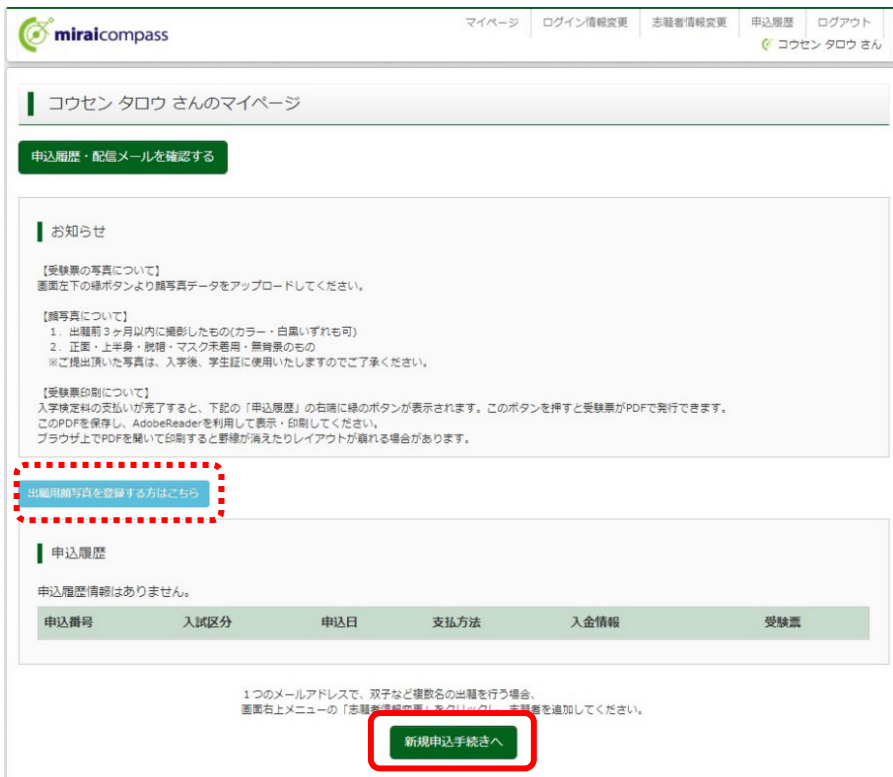 miraicompass
マイページ ログイン情報変更 志願者情報変更 申込履歴 ログアウト
コウセン タロウ さん
コウセン タロウ さんのマイページ
申込履歴・配信メールを確認する
お知らせ
【受験票の写真について】
画面左下の緑ボタンより顔写真データをアップロードしてください。
【顔写真について】
1．出願前3ヶ月以内に撮影したもの(カラー・白黒いずれも可)
2．正面・上半身・脱帽・マスク未着用・無背景のもの
※ご提出頂いた写真は、入学後、学生証に使用いたしますのでご了承ください。
【受験票印刷について】
入学検定料の支払いが完了すると、下記の「申込履歴」の右端に緑のボタンが表示されます。このボタンを押すと受験票がPDFで発行できます。
このPDFを保存し、AdobeReaderを利用して表示・印刷してください。
ブラウザ上でPDFを開いて印刷すると罫線が消えたりレイアウトが崩れる場合があります。
出願用顔写真を登録する方はこちら
申込履歴
申込履歴情報はありません。
申込番号 入試区分 申込日 支払方法 入金情報 受験票
1つのメールアドレスで、双子など複数名の出願を行う場合、
画面右上メニューの「志願者情報変更」をクリックし、志願者を追加してください。
新規申込手続きへ